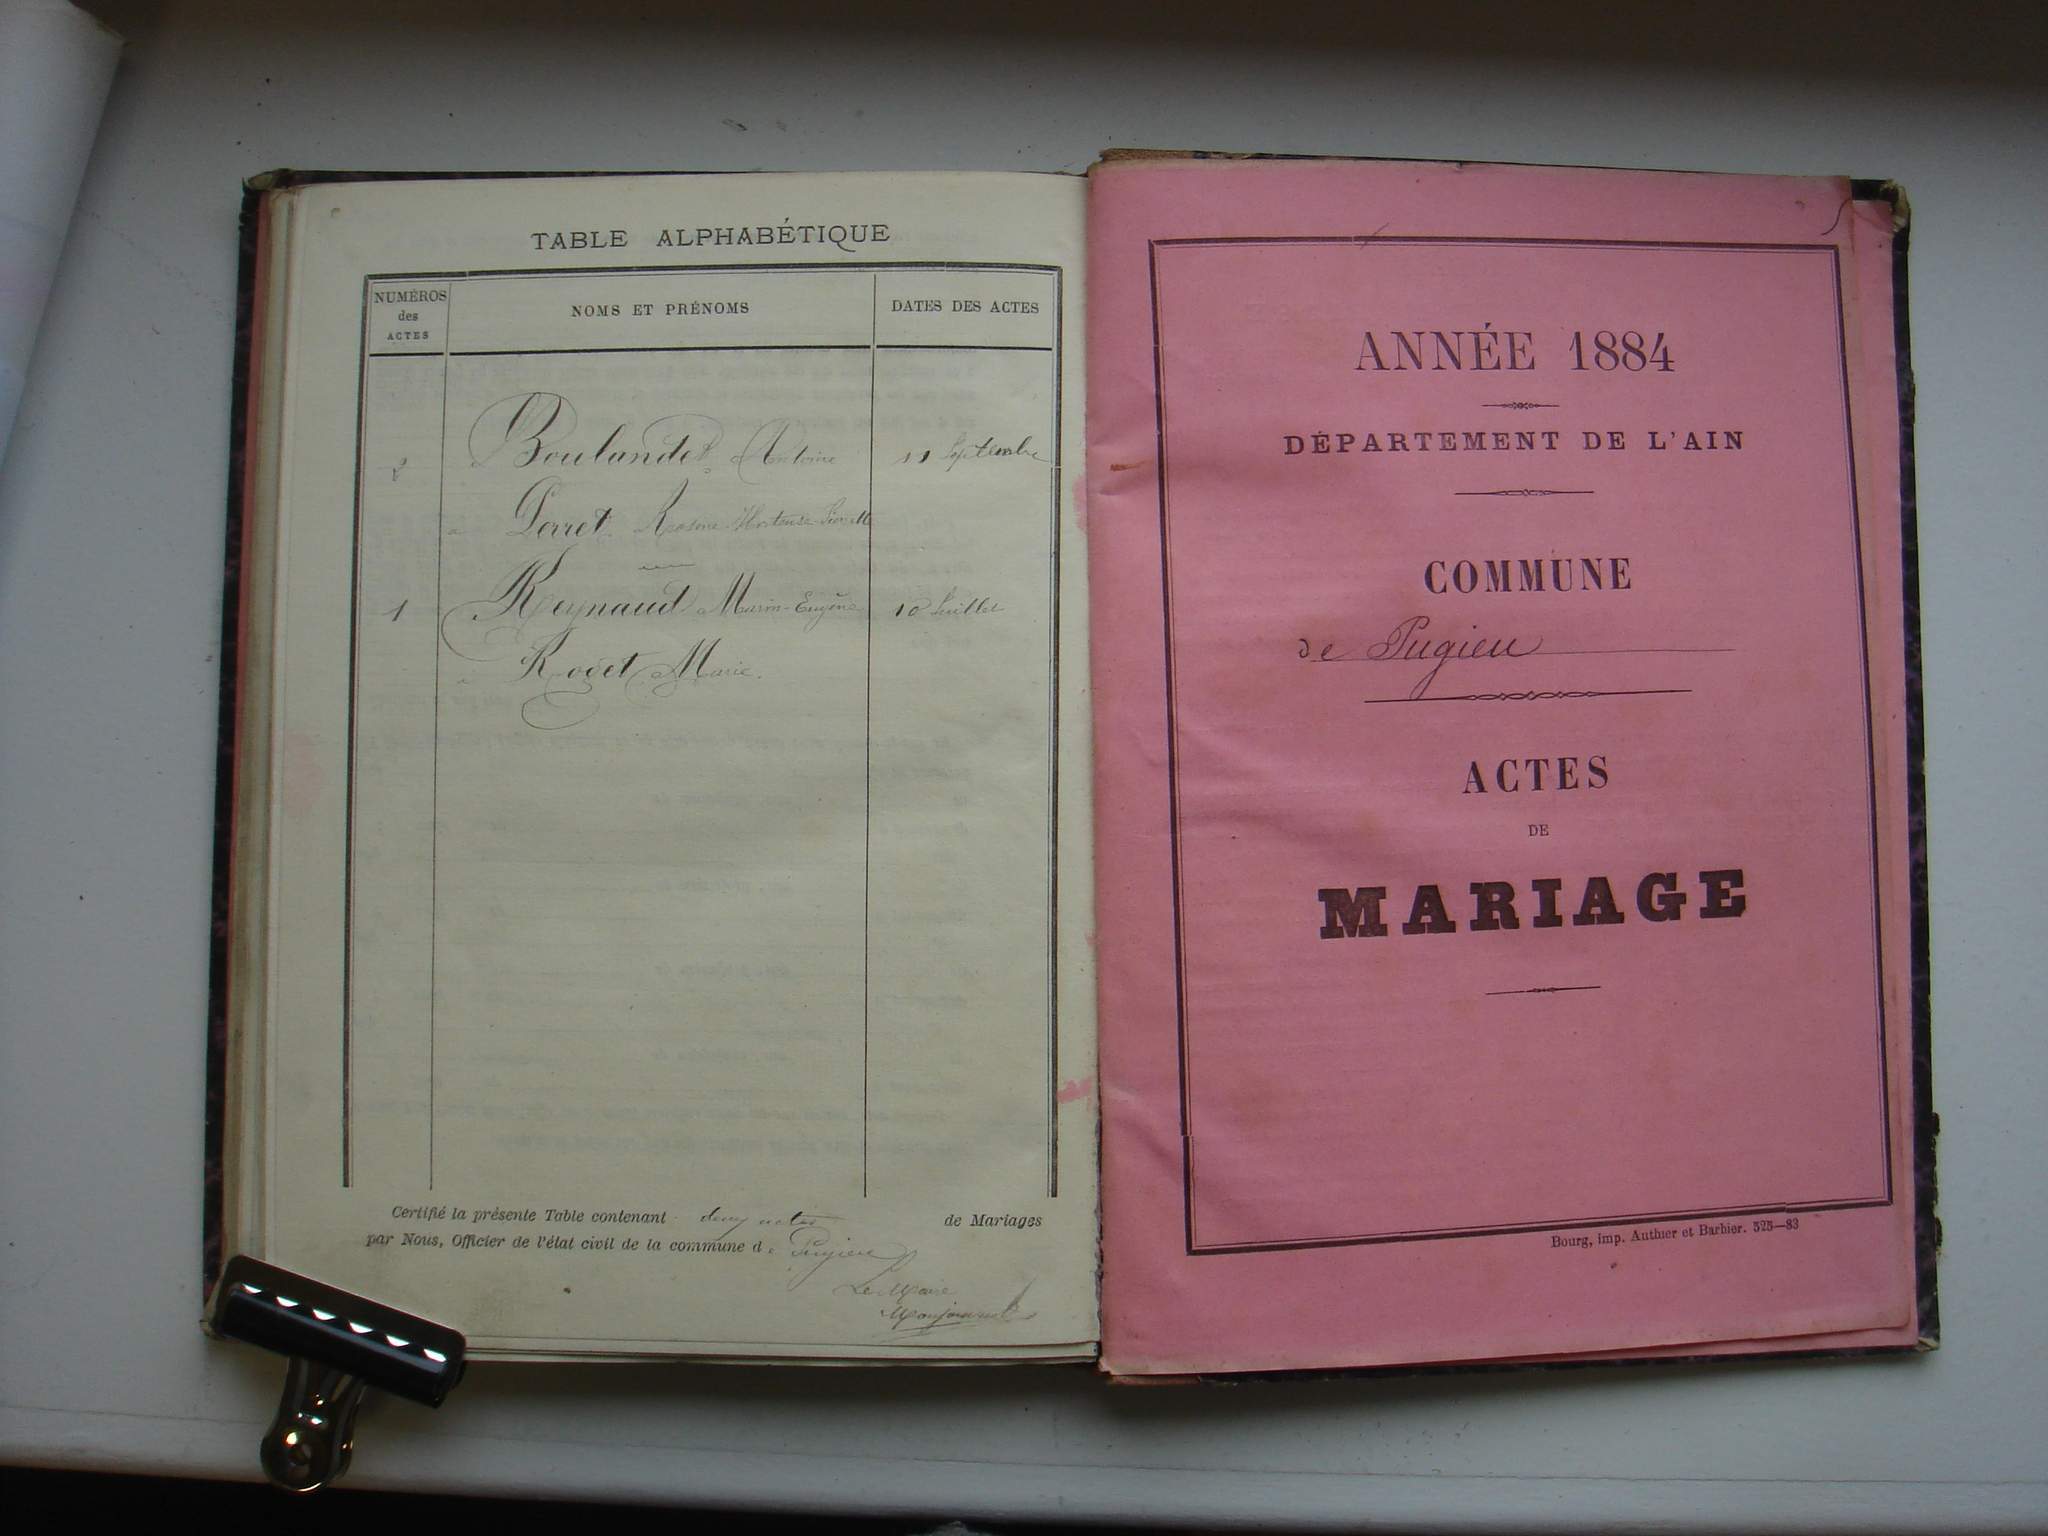 TABLE ALPHABÉTIQUE
NUMÉROS des ACTES
NOMS ET PRÉNOMS
DATES DES ACTES
2 Boulandet Antoine 11 Septembre
Perret Hortense
1 Reynaud Marin-Eugène 10 Juillet
Roget Marie.
Certifié la présente Table contenant deux actes de Mariages
par Nous, Officier de l'état civil de la commune de Pugieu
Le Maire
ANNÉE 1884
DÉPARTEMENT DE L'AIN
COMMUNE
de Pugieu
ACTES
DE
MARIAGE
Bourg, imp. Authier et Barbier. 525—83